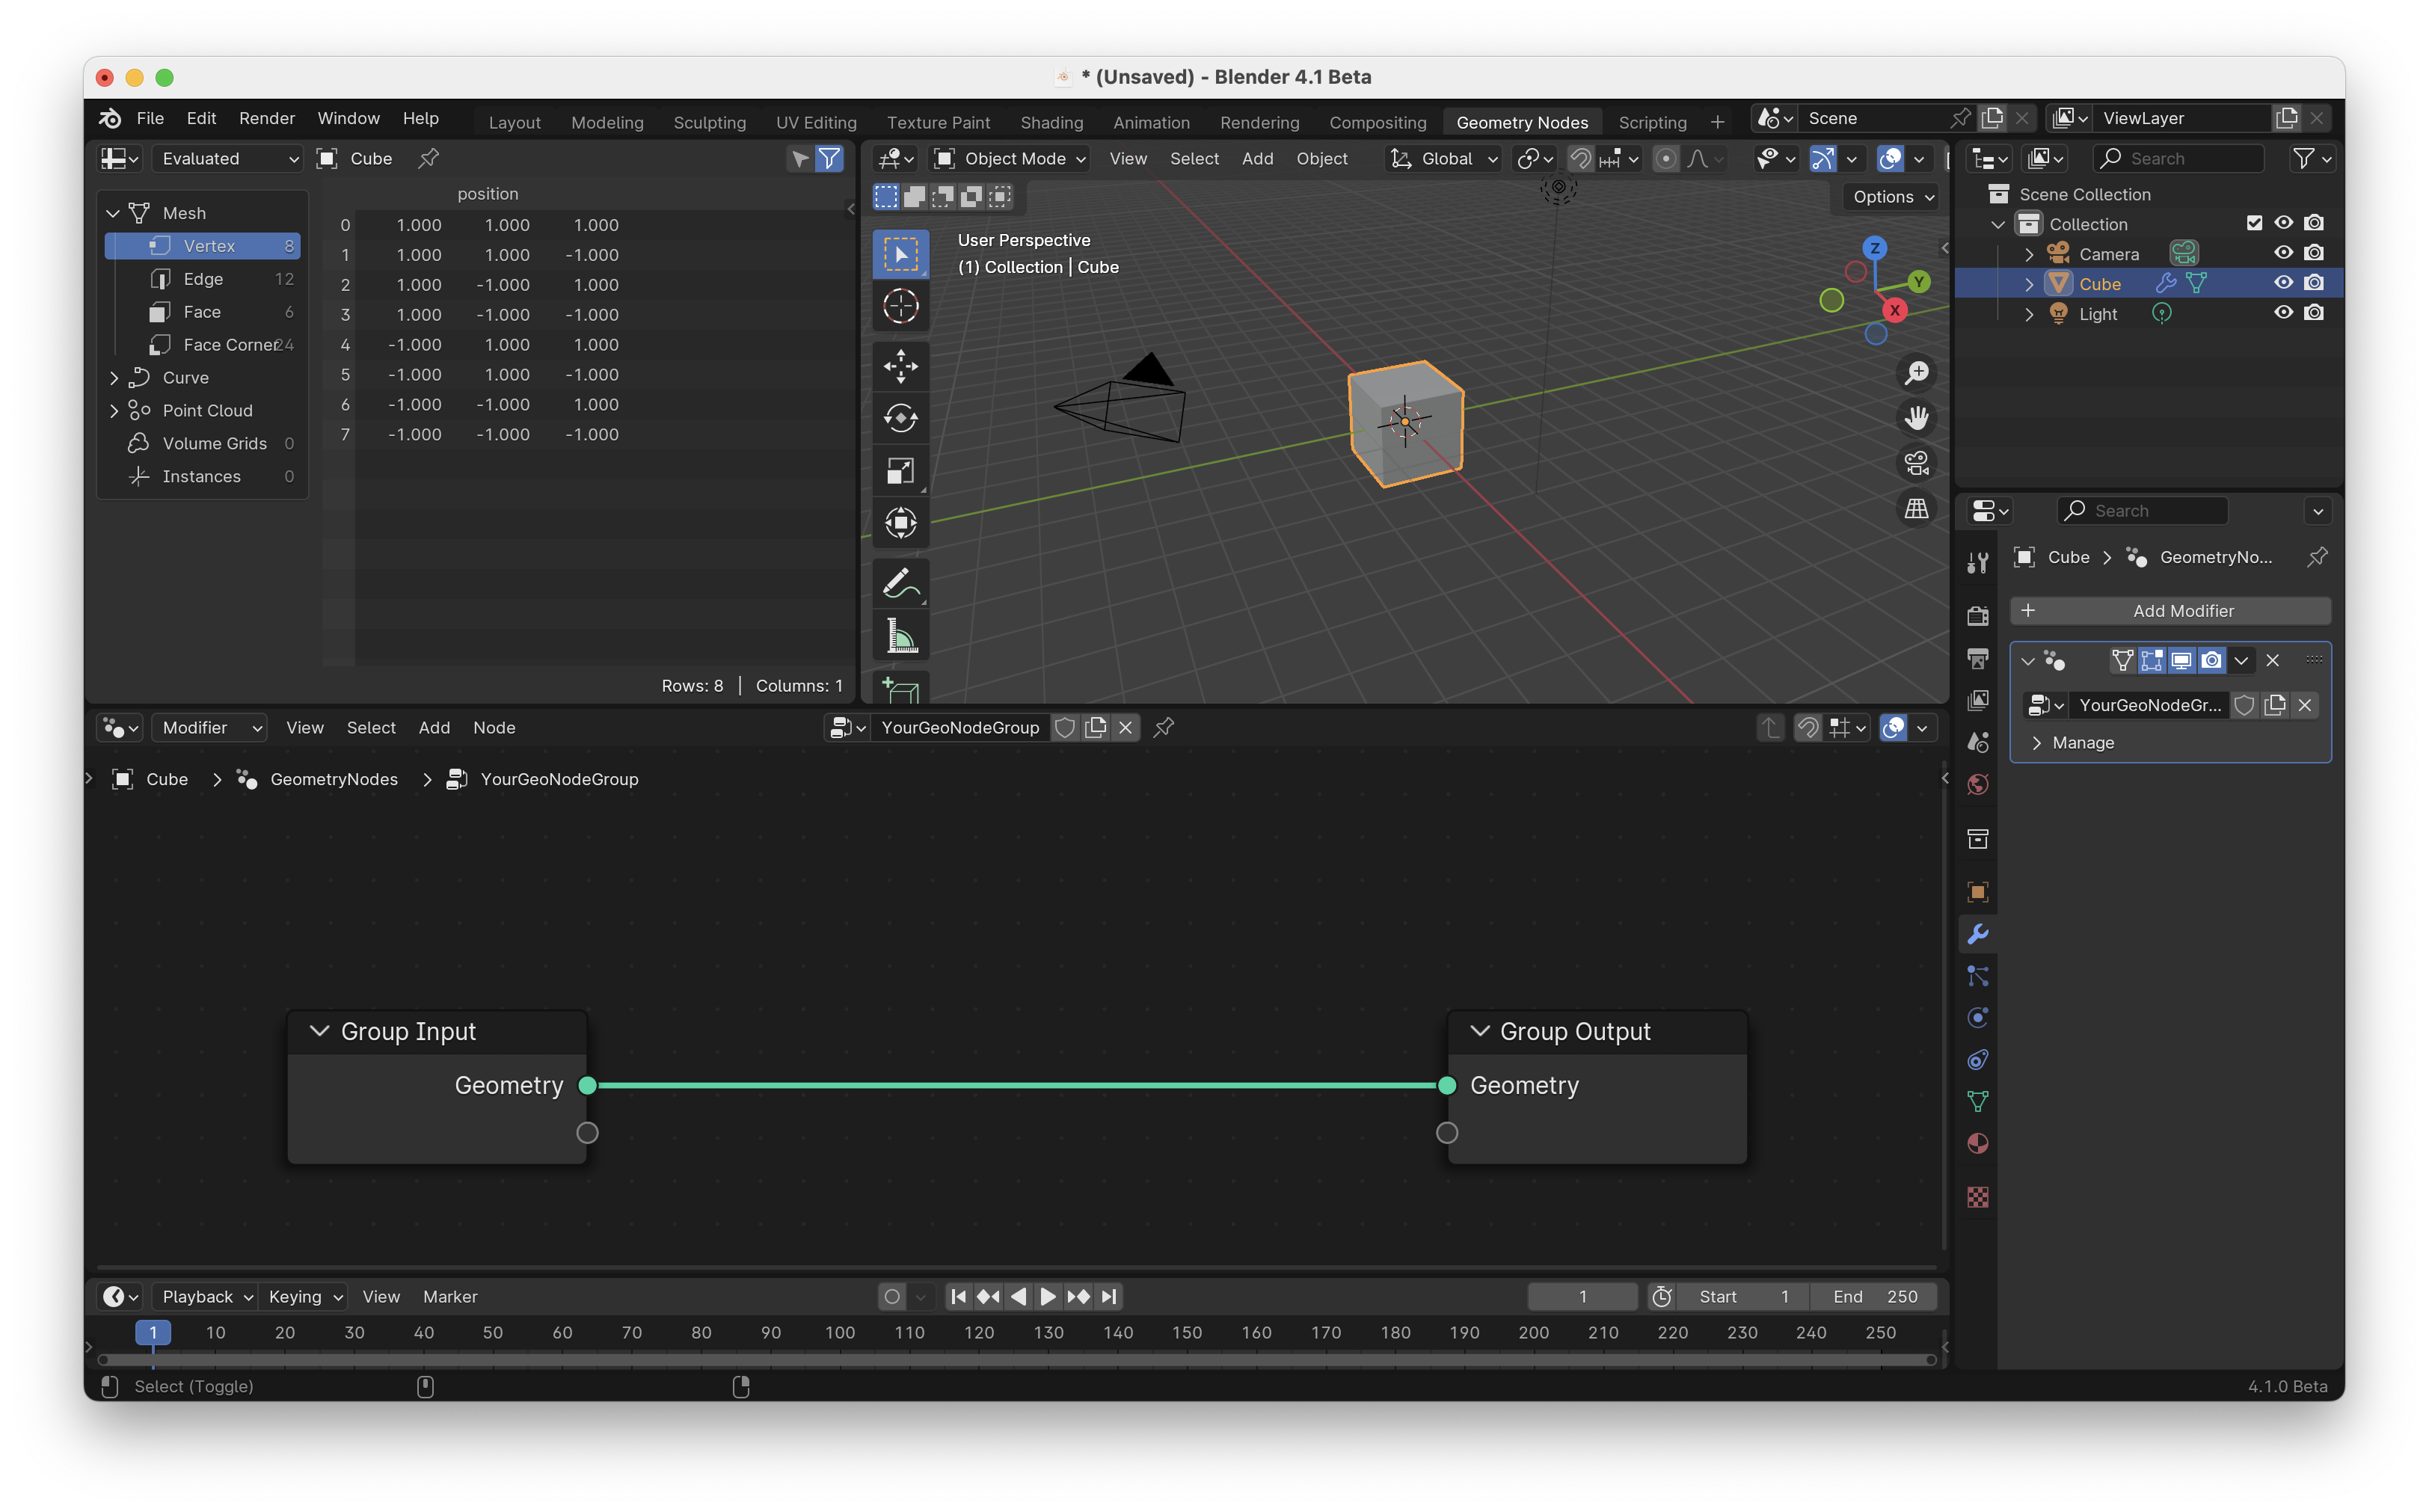 * (Unsaved) - Blender 4.1 Beta
File Edit Render Window Help Layout Modeling Sculpting UV Editing Texture Paint Shading Animation Rendering Compositing Geometry Nodes Scripting + Scene ViewLayer
Evaluated Cube
position
Mesh
Vertex 8
Edge 12
Face 6
Face Corner 24
Curve
Point Cloud
Volume Grids 0
Instances 0
0 1.000 1.000 1.000
1 1.000 1.000 -1.000
2 1.000 -1.000 1.000
3 1.000 -1.000 -1.000
4 -1.000 1.000 1.000
5 -1.000 1.000 -1.000
6 -1.000 -1.000 1.000
7 -1.000 -1.000 -1.000
Rows: 8 | Columns: 1
Object Mode View Select Add Object Global
Options
User Perspective
(1) Collection | Cube
Z
Y
X
Search
Scene Collection
Collection
Camera
Cube
Light
Search
Cube GeometryNo...
Add Modifier
YourGeoNodeGr...
Manage
Modifier View Select Add Node YourGeoNodeGroup
Cube GeometryNodes YourGeoNodeGroup
Group Input
Geometry
Group Output
Geometry
Playback Keying View Marker 1 Start 1 End 250
1 10 20 30 40 50 60 70 80 90 100 110 120 130 140 150 160 170 180 190 200 210 220 230 240 250
Select (Toggle) 4.1.0 Beta